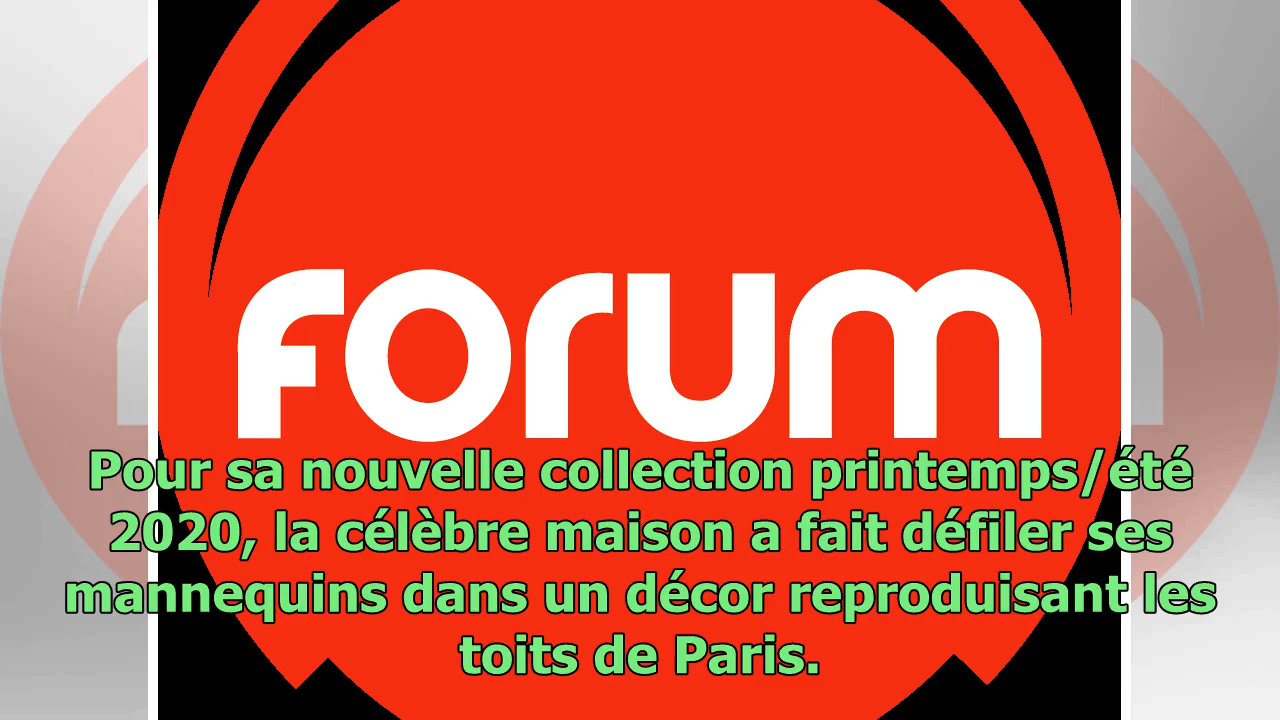 forum
Pour sa nouvelle collection printemps/été
2020, la célèbre maison a fait défiler ses
mannequins dans un décor reproduisant les
toits de Paris.